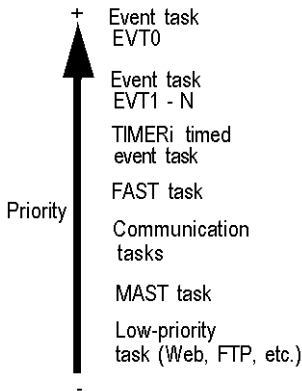 +
Event task
EVT0
Event task
EVT1 - N
TIMERi timed
event task
FAST task
Priority
Communication
tasks
MAST task
Low-priority
task (Web, FTP, etc.)
-